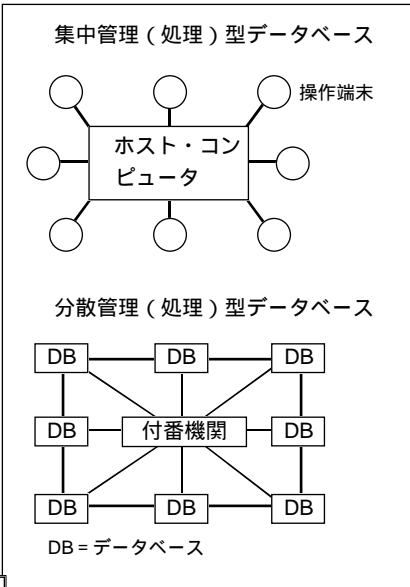 集中管理（処理）型データベース
操作端末
ホスト・コン
ピュータ
分散管理（処理）型データベース
DB DB DB
DB 付番機関 DB
DB DB DB
DB＝データベース